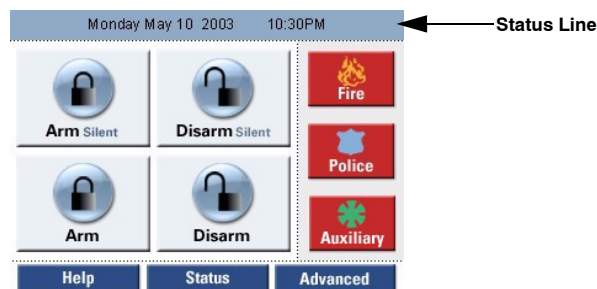 Monday May 10 2003 10:30PM
Status Line
Arm Silent
Disarm Silent
Fire
Police
Arm
Disarm
Auxiliary
Help
Status
Advanced